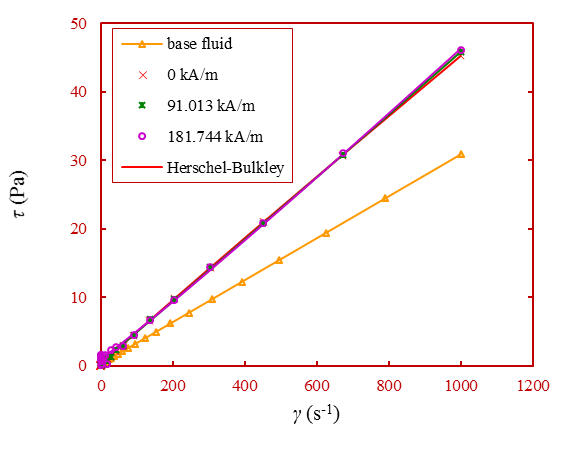 50
40
30
20
10
0
τ (Pa)
base fluid
0 kA/m
91.013 kA/m
181.744 kA/m
Herschel-Bulkley
0 200 400 600 800 1000 1200
γ (s⁻¹)